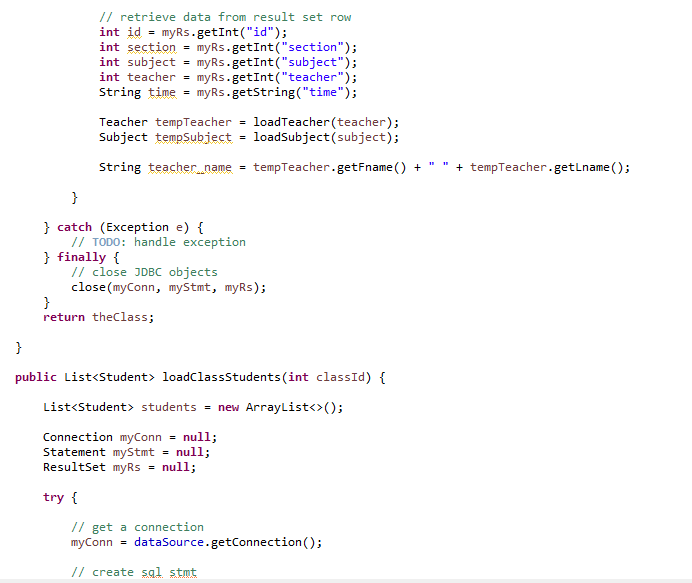 // retrieve data from result set row
int id = myRs.getInt("id");
int section = myRs.getInt("section");
int subject = myRs.getInt("subject");
int teacher = myRs.getInt("teacher");
String time = myRs.getString("time");
Teacher tempTeacher = loadTeacher(teacher);
Subject tempSubject = loadSubject(subject);
String teacher_name = tempTeacher.getFname() + " " + tempTeacher.getLname();
}
} catch (Exception e) {
// TODO: handle exception
} finally {
// close JDBC objects
close(myConn, myStmt, myRs);
}
return theClass;
}
public List<Student> loadClassStudents(int classId) {
List<Student> students = new ArrayList<>();
Connection myConn = null;
Statement myStmt = null;
ResultSet myRs = null;
try {
// get a connection
myConn = dataSource.getConnection();
// create sql stmt